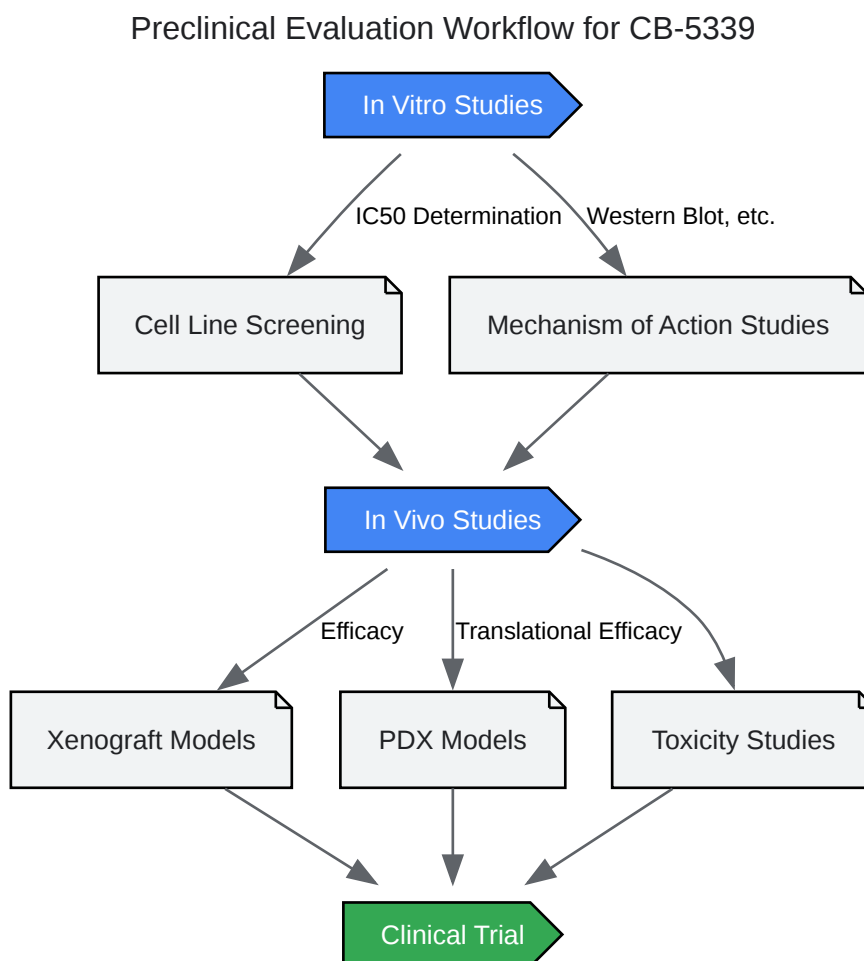 Preclinical Evaluation Workflow for CB-5339
In Vitro Studies
IC50 Determination
Western Blot, etc.
Cell Line Screening
Mechanism of Action Studies
In Vivo Studies
Efficacy
Translational Efficacy
Xenograft Models
PDX Models
Toxicity Studies
Clinical Trial